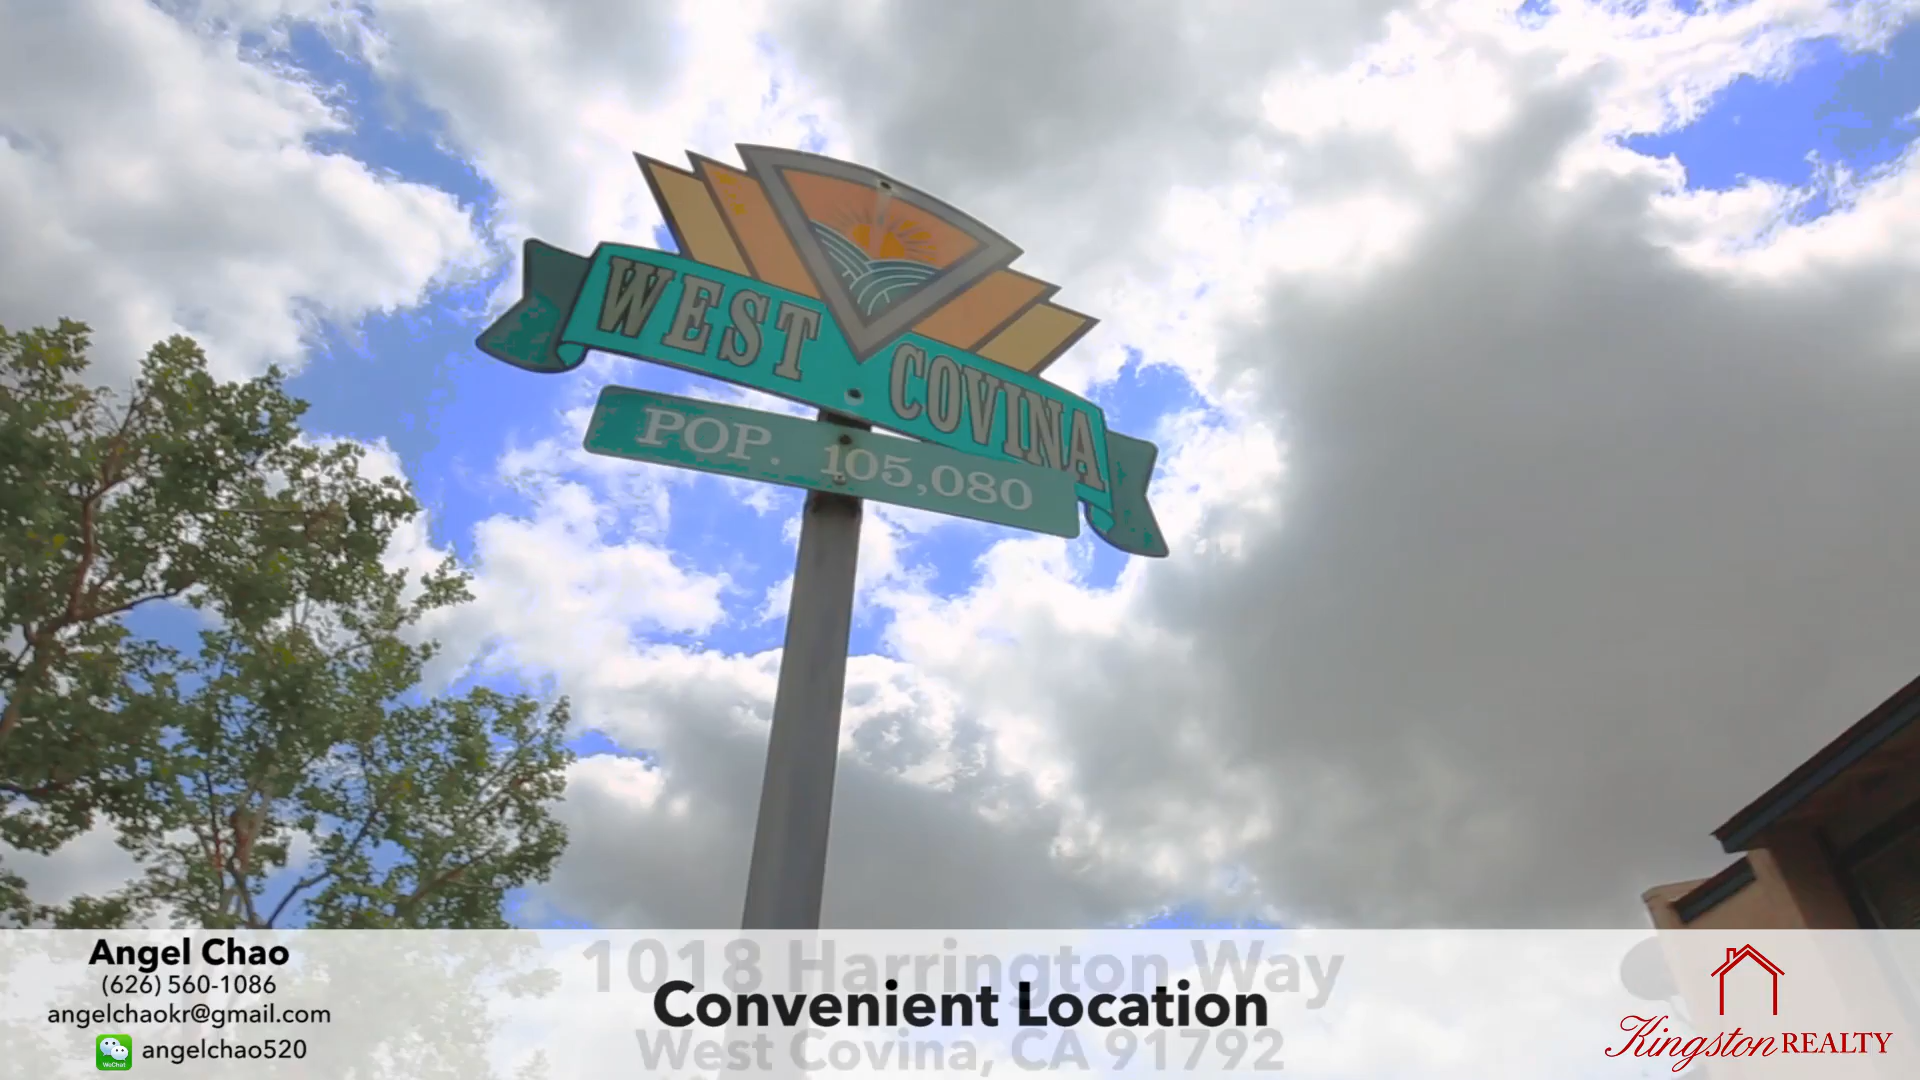 WEST COVINA
POP. 105,080
Angel Chao
(626) 560-1086
angelchaokr@gmail.com
WeChat
angelchao520
1018 Harrington Way
Convenient Location
West Covina, CA 91792
Kingston REALTY